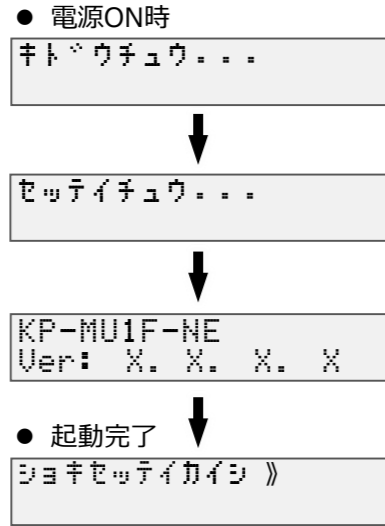 ● 電源ON時
キドウチュウ...
セッテイチュウ...
KP-MU1F-NE
Ver: X. X. X. X
● 起動完了
ショキセッテイカイシ 》